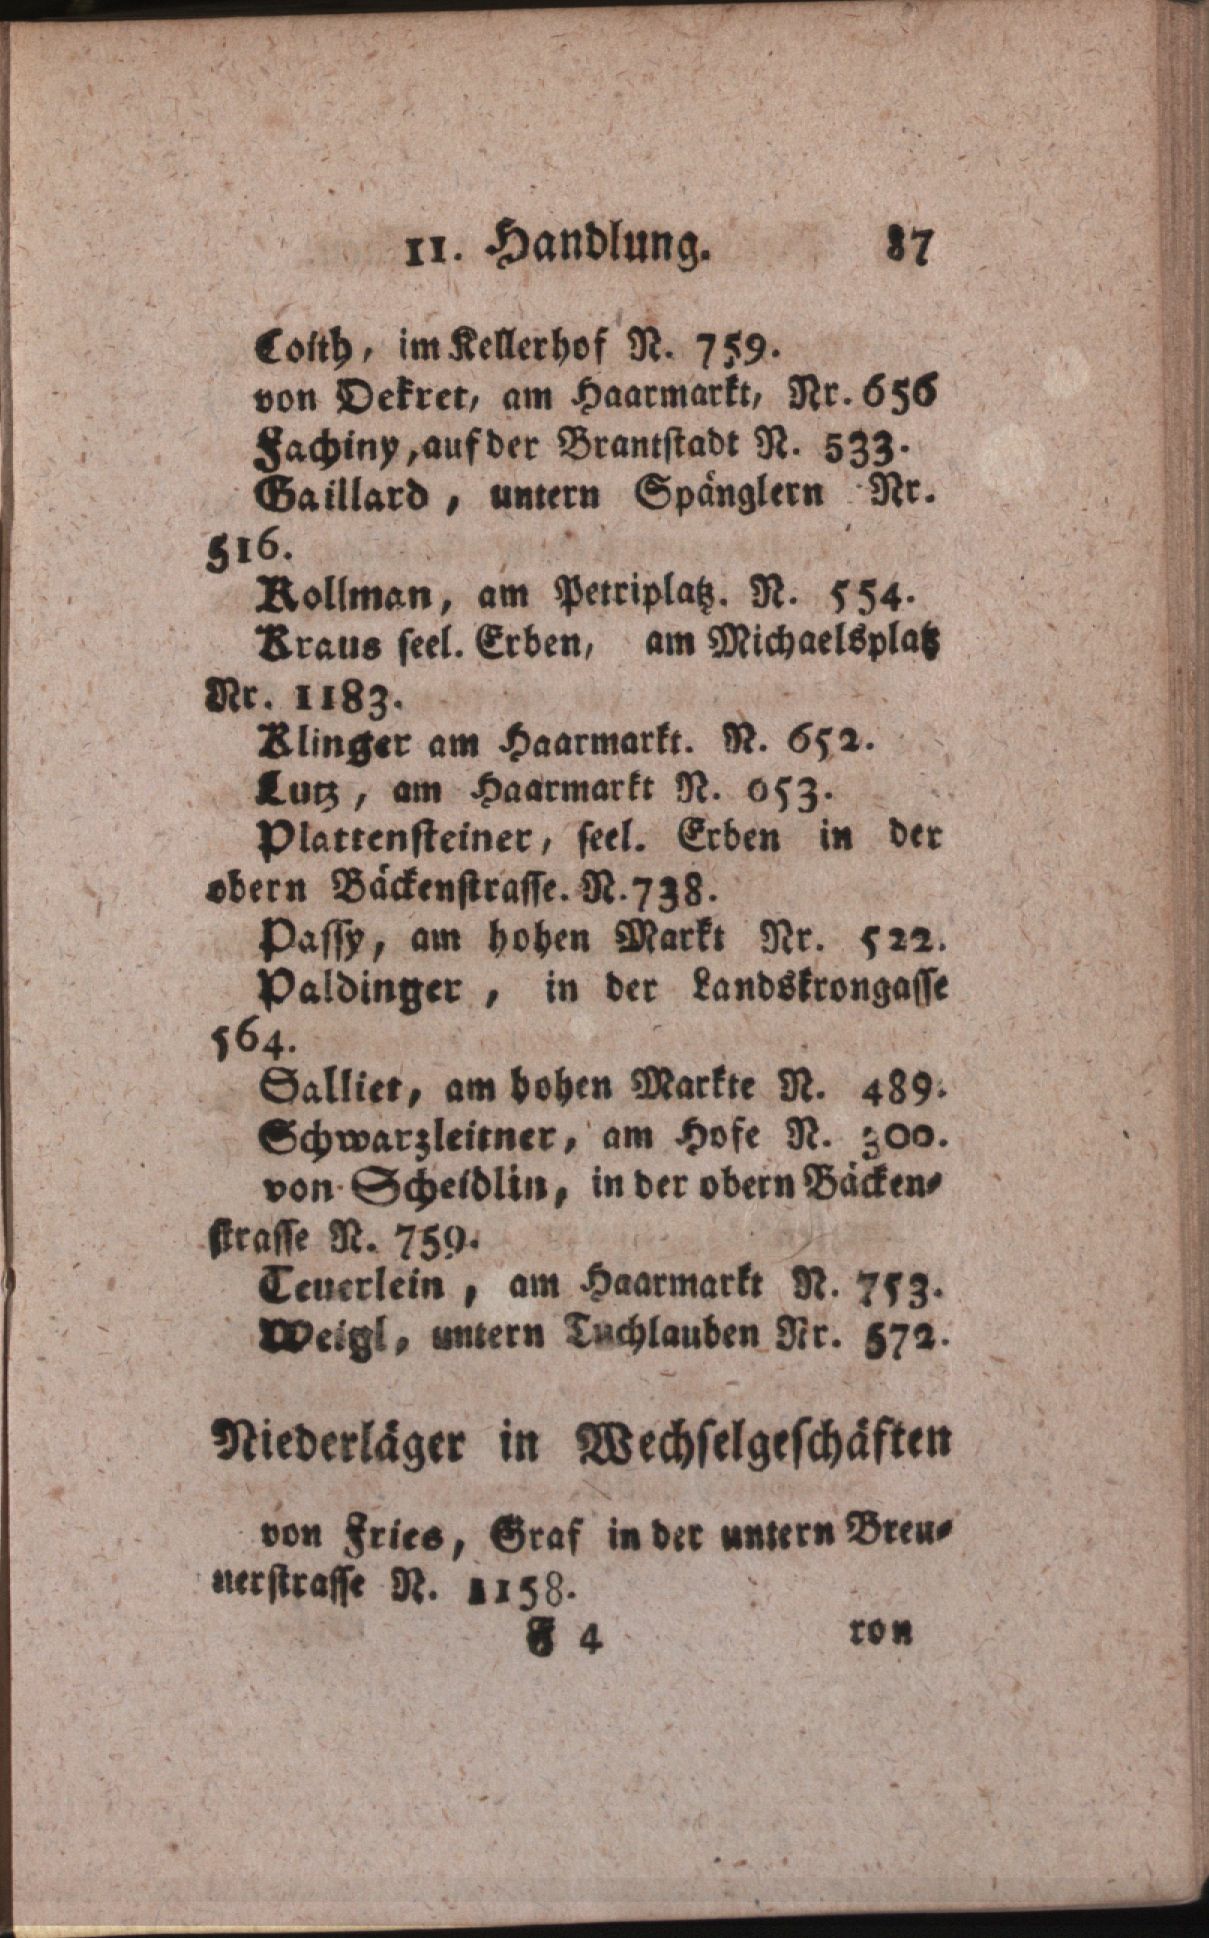 11. Handlung. 87
Coith, im Kellerhof N. 759.
von Dekret, am Haarmarkt, Nr. 656
Fachiny, auf der Brantstadt N. 533.
Gaillard, untern Spänglern Nr.
516.
Kollman, am Petriplatz. N. 554.
Kraus seel. Erben, am Michaelsplatz
Nr. 1183.
Klinger am Haarmarkt. N. 652.
Lutz, am Haarmarkt N. 053.
Plattensteiner, seel. Erben in der
obern Bäckenstrasse. N. 738.
Passy, am hohen Markt Nr. 522.
Paldinger, in der Landskrongasse
564.
Salliet, am hohen Markte N. 489.
Schwarzleitner, am Hofe N. 300.
von Scheidlin, in der obern Bäcken-
strasse N. 759.
Teuerlein, am Haarmarkt N. 753.
Weigl, untern Tuchlauben Nr. 572.
Niederläger in Wechselgeschäften
von Fries, Graf in der untern Breu-
nerstrasse N. 1158.
F 4 von